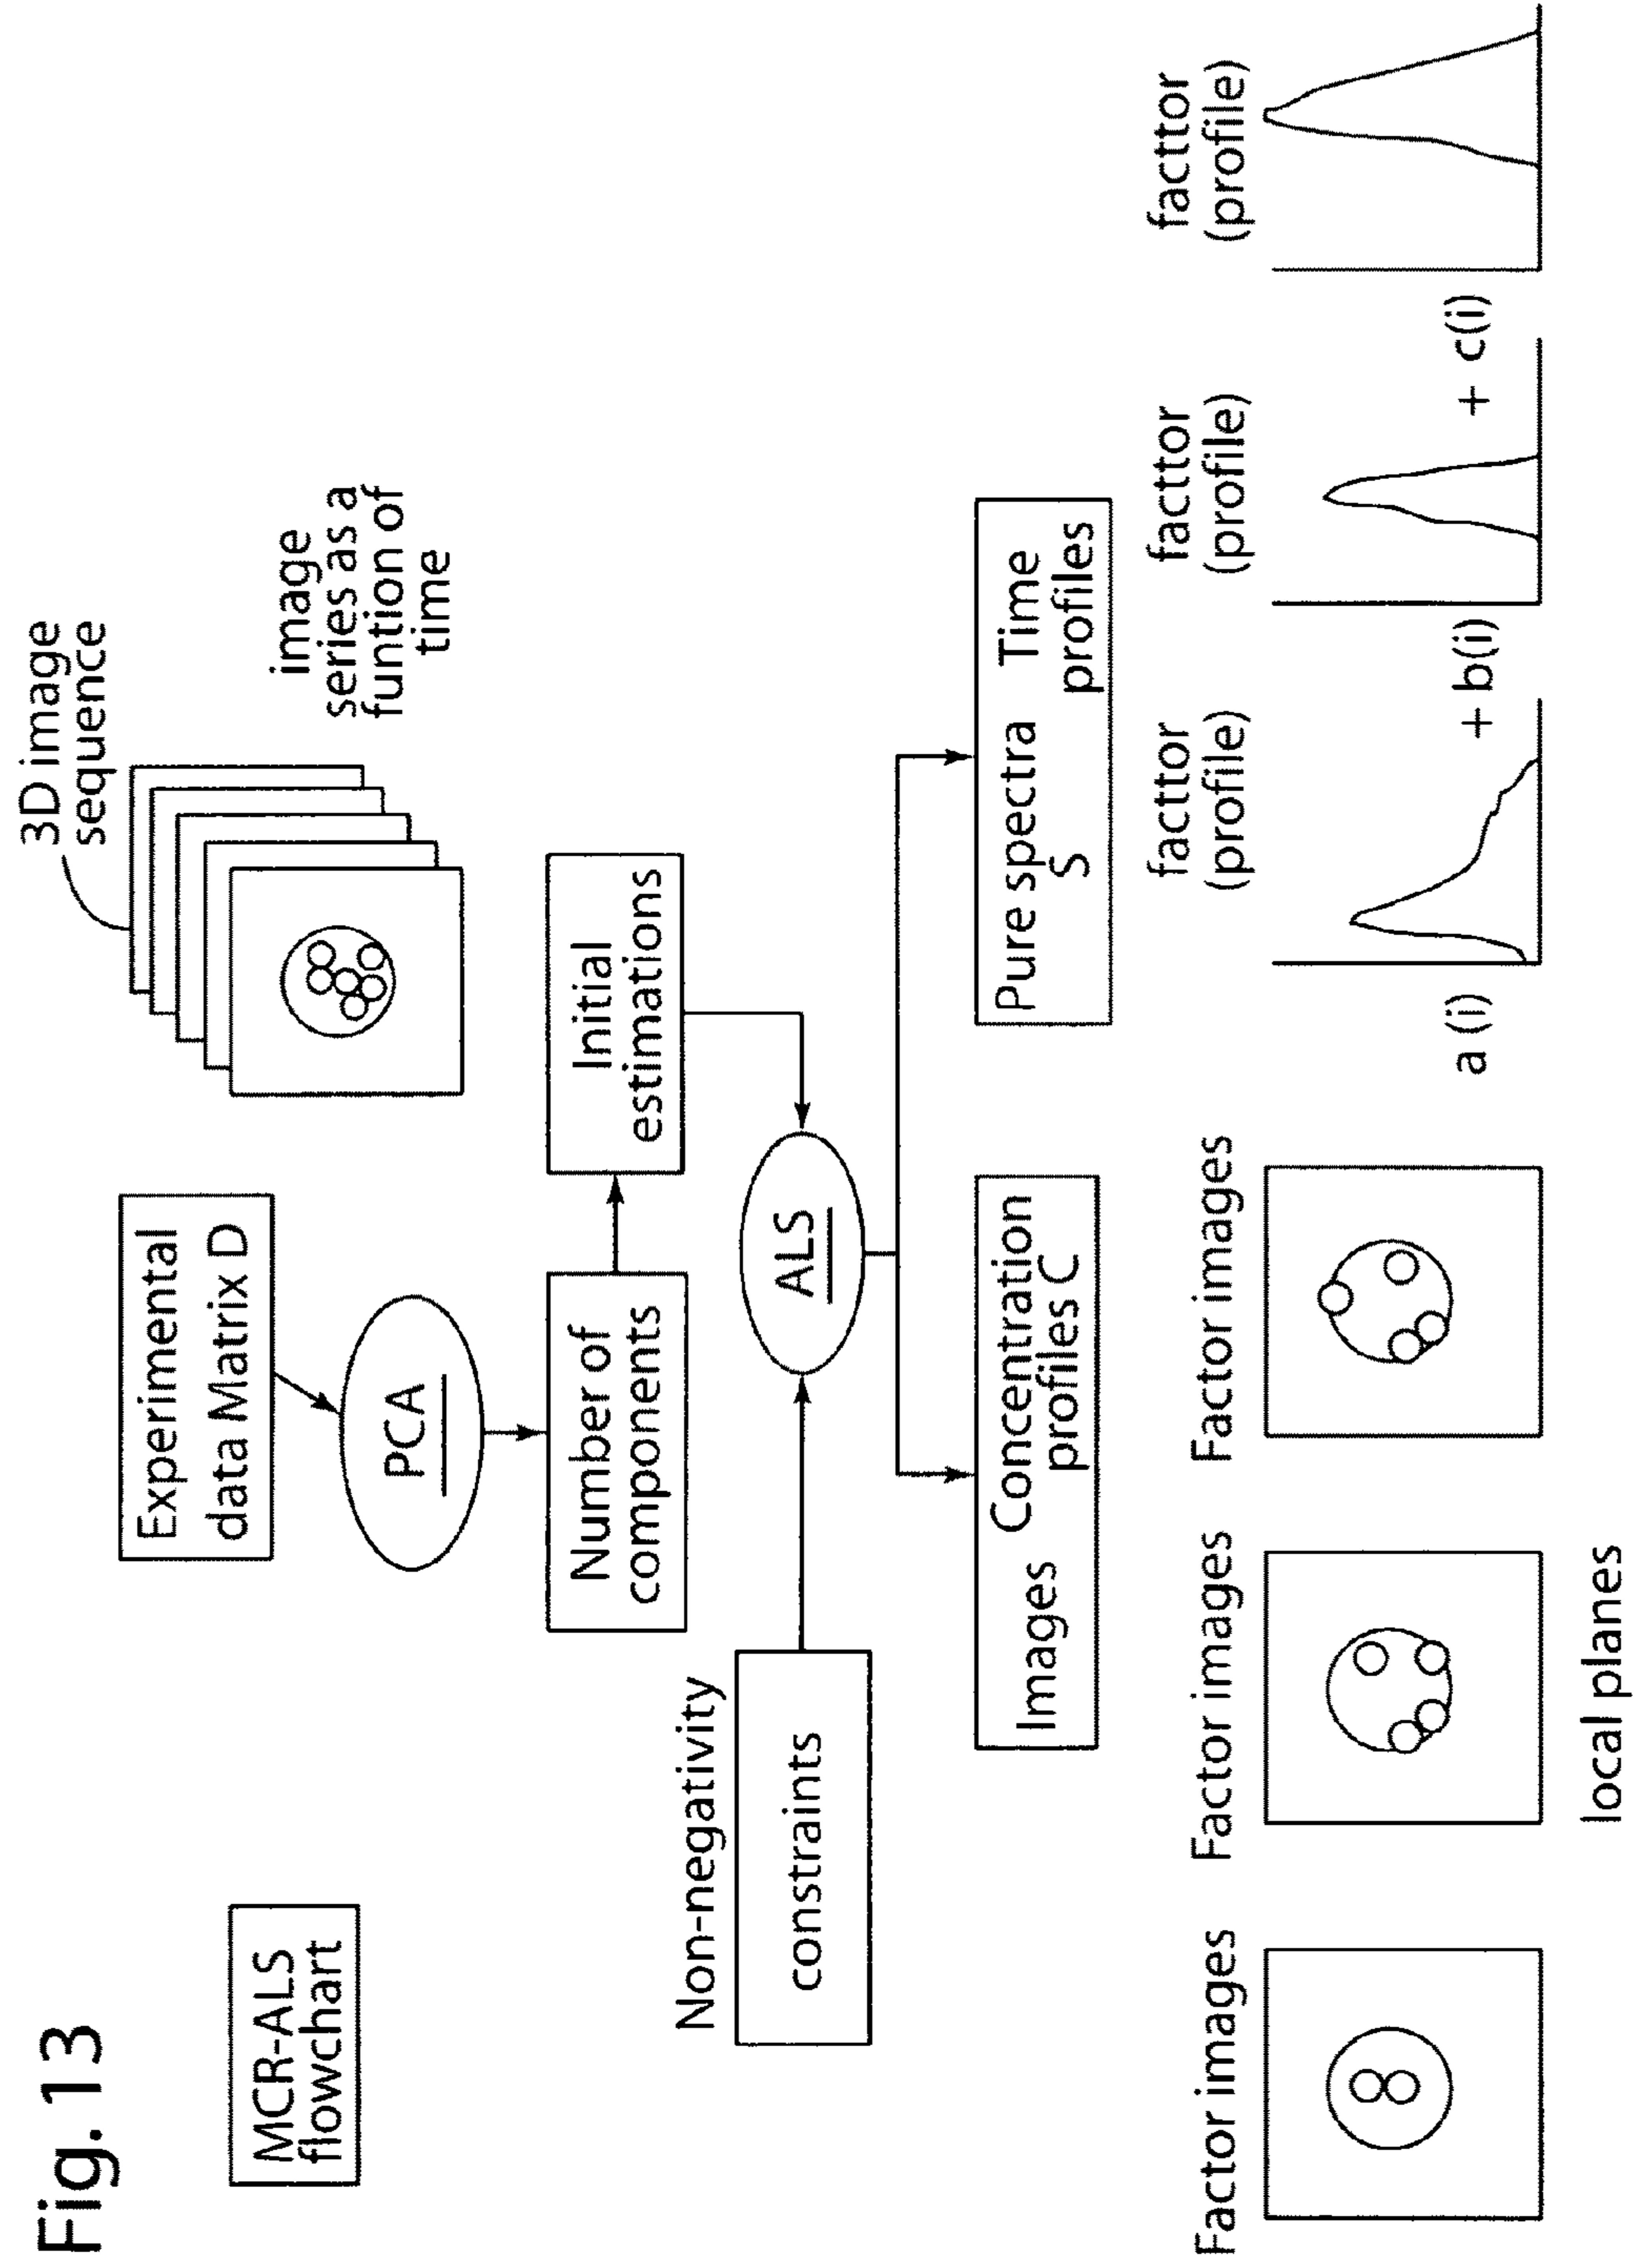 Fig. 13
MCR-ALS
flowchart
Experimental
data Matrix D
3D image
sequence
image
series as a
funtion of
time
PCA
Number of
components
Initial
estimations
Non-negativity
constraints
ALS
Images Concentration
profiles C
Pure spectra Time
S profiles
Factor images
Factor images
Factor images
facttor
(profile)
facttor
(profile)
facttor
(profile)
a (i)
+ b(i)
+ c(i)
local planes